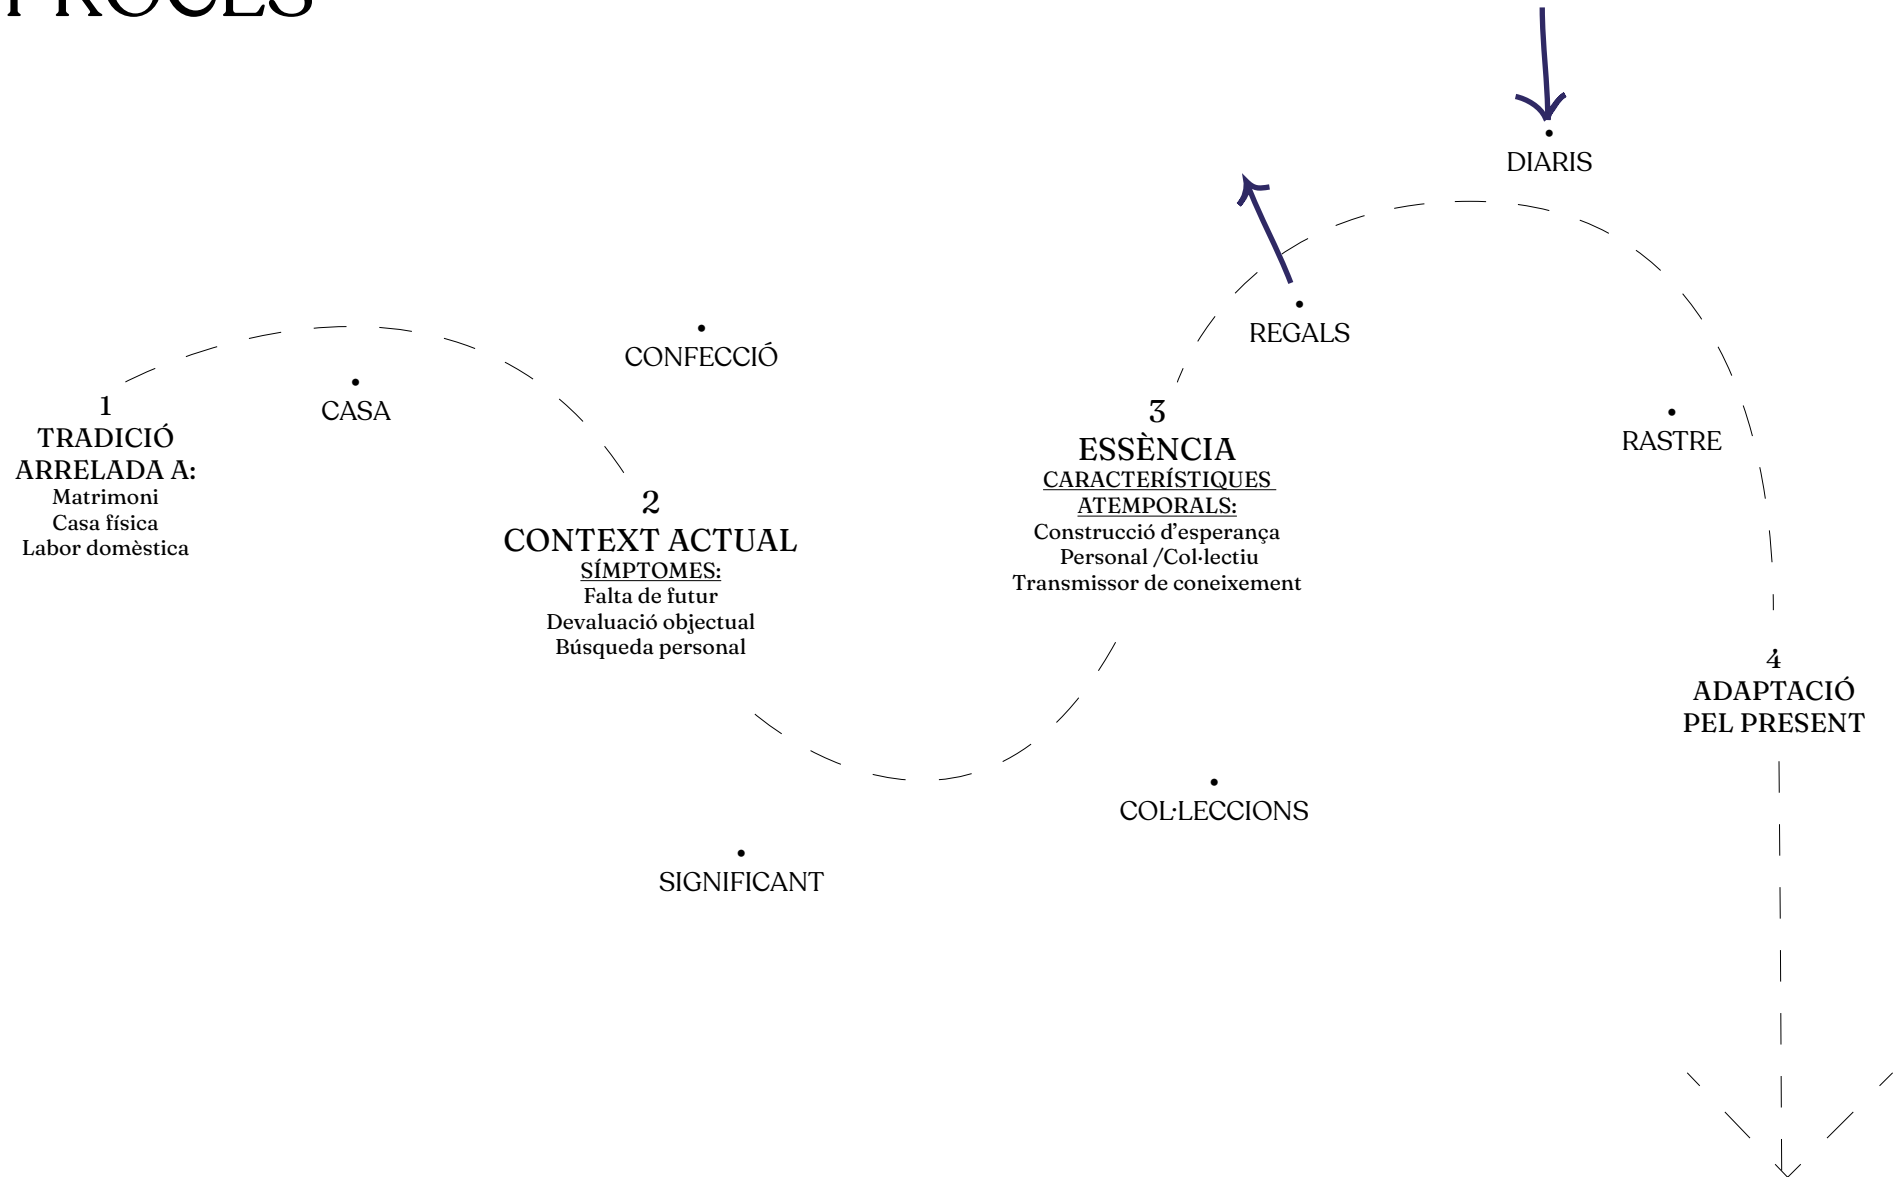 PROCÉS
DIARIS
REGALS
CONFECCIÓ
CASA
RASTRE
1
TRADICIÓ
ARRELADA A:
Matrimoni
Casa física
Labor domèstica
2
CONTEXT ACTUAL
SÍMPTOMES:
Falta de futur
Devaluació objectual
Búsqueda personal
3
ESSÈNCIA
CARACTERÍSTIQUES
ATEMPORALS:
Construcció d’esperança
Personal /Col·lectiu
Transmissor de coneixement
4
ADAPTACIÓ
PEL PRESENT
COL·LECCIONS
SIGNIFICANT